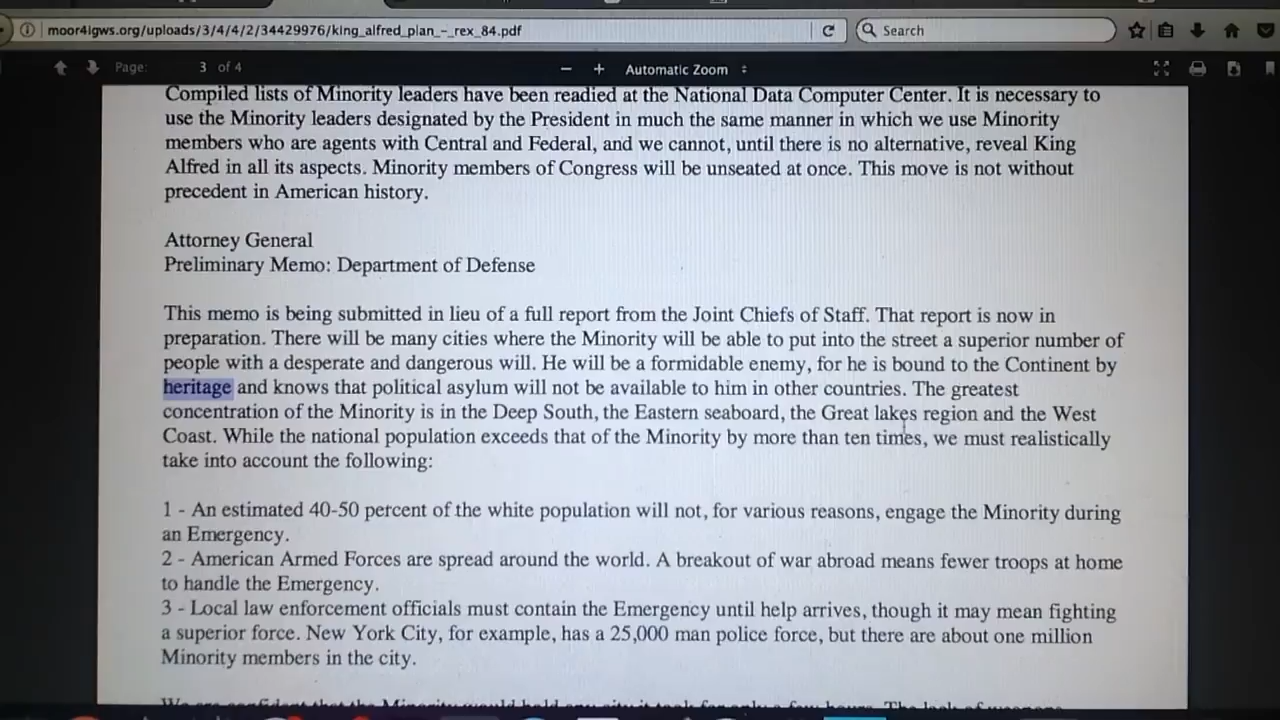 moor4igws.org/uploads/3/4/4/2/34429976/king_alfred_plan_-_rex_84.pdf
Search
Page: 3 of 4
Automatic Zoom
Compiled lists of Minority leaders have been readied at the National Data Computer Center. It is necessary to
use the Minority leaders designated by the President in much the same manner in which we use Minority
members who are agents with Central and Federal, and we cannot, until there is no alternative, reveal King
Alfred in all its aspects. Minority members of Congress will be unseated at once. This move is not without
precedent in American history.
Attorney General
Preliminary Memo: Department of Defense
This memo is being submitted in lieu of a full report from the Joint Chiefs of Staff. That report is now in
preparation. There will be many cities where the Minority will be able to put into the street a superior number of
people with a desperate and dangerous will. He will be a formidable enemy, for he is bound to the Continent by
heritage and knows that political asylum will not be available to him in other countries. The greatest
concentration of the Minority is in the Deep South, the Eastern seaboard, the Great lakes region and the West
Coast. While the national population exceeds that of the Minority by more than ten times, we must realistically
take into account the following:
1 - An estimated 40-50 percent of the white population will not, for various reasons, engage the Minority during
an Emergency.
2 - American Armed Forces are spread around the world. A breakout of war abroad means fewer troops at home
to handle the Emergency.
3 - Local law enforcement officials must contain the Emergency until help arrives, though it may mean fighting
a superior force. New York City, for example, has a 25,000 man police force, but there are about one million
Minority members in the city.